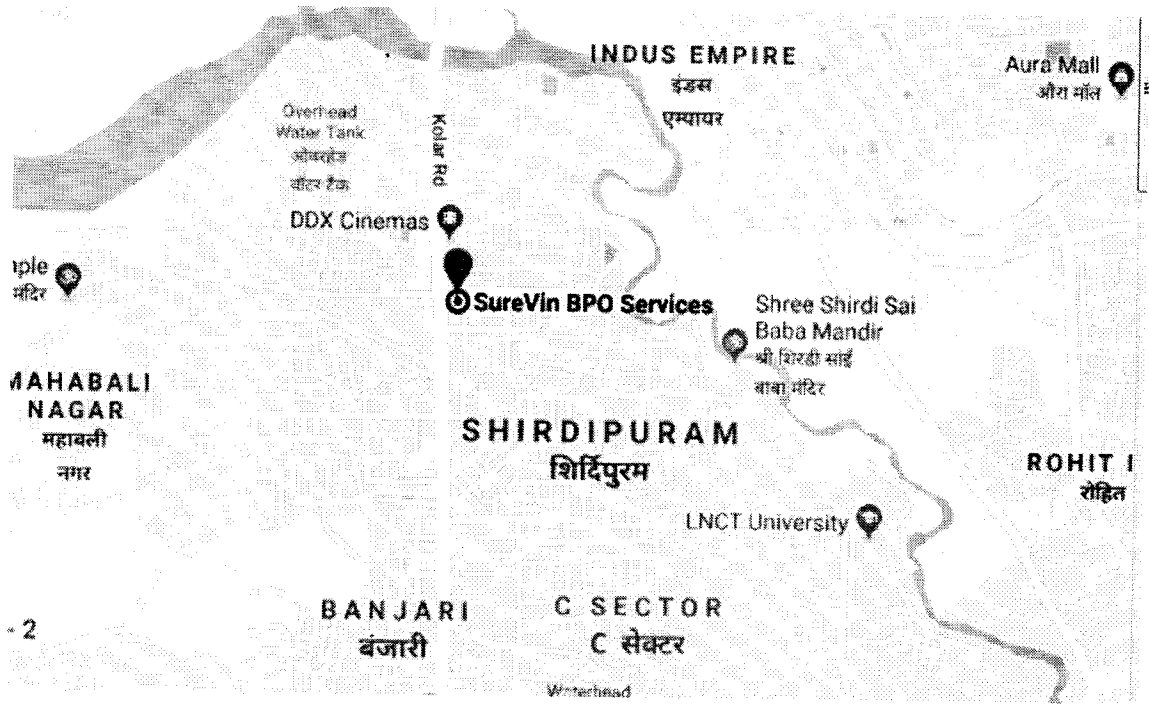 INDUS EMPIRE
इंडस
एम्पायर
Aura Mall
औरा मॉल
Overhead
Water Tank
ओवरहेड
वॉटर टैंक
Kolar Rd
DDX Cinemas
मंदिर
SureVin BPO Services
Shree Shirdi Sai
Baba Mandir
श्री शिरडी साईं
बाबा मंदिर
MAHABALI
NAGAR
महाबली
नगर
SHIRDIPURAM
शिर्दिपुरम
ROHIT
रोहित
LNCT University
BANJARI
बंजारी
C SECTOR
C सेक्टर
- 2
Waterhead